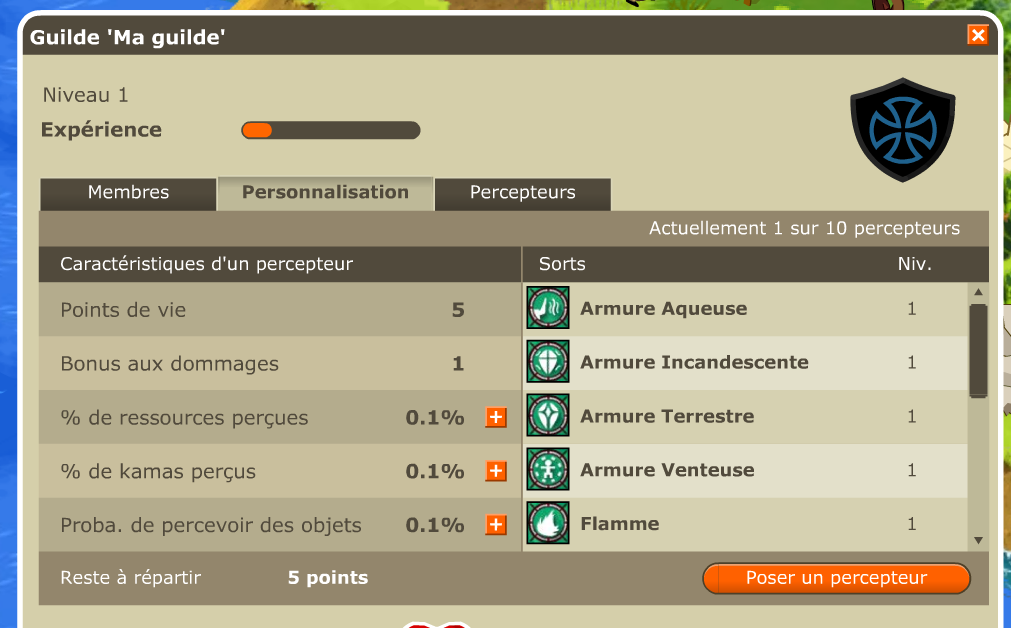 Guilde 'Ma guilde'
Niveau 1
Expérience
Membres Personnalisation Percepteurs
Actuellement 1 sur 10 percepteurs
Caractéristiques d'un percepteur Sorts Niv.
Points de vie 5 Armure Aqueuse 1
Bonus aux dommages 1 Armure Incandescente 1
% de ressources perçues 0.1% Armure Terrestre 1
% de kamas perçus 0.1% Armure Venteuse 1
Proba. de percevoir des objets 0.1% Flamme 1
Reste à répartir 5 points Poser un percepteur